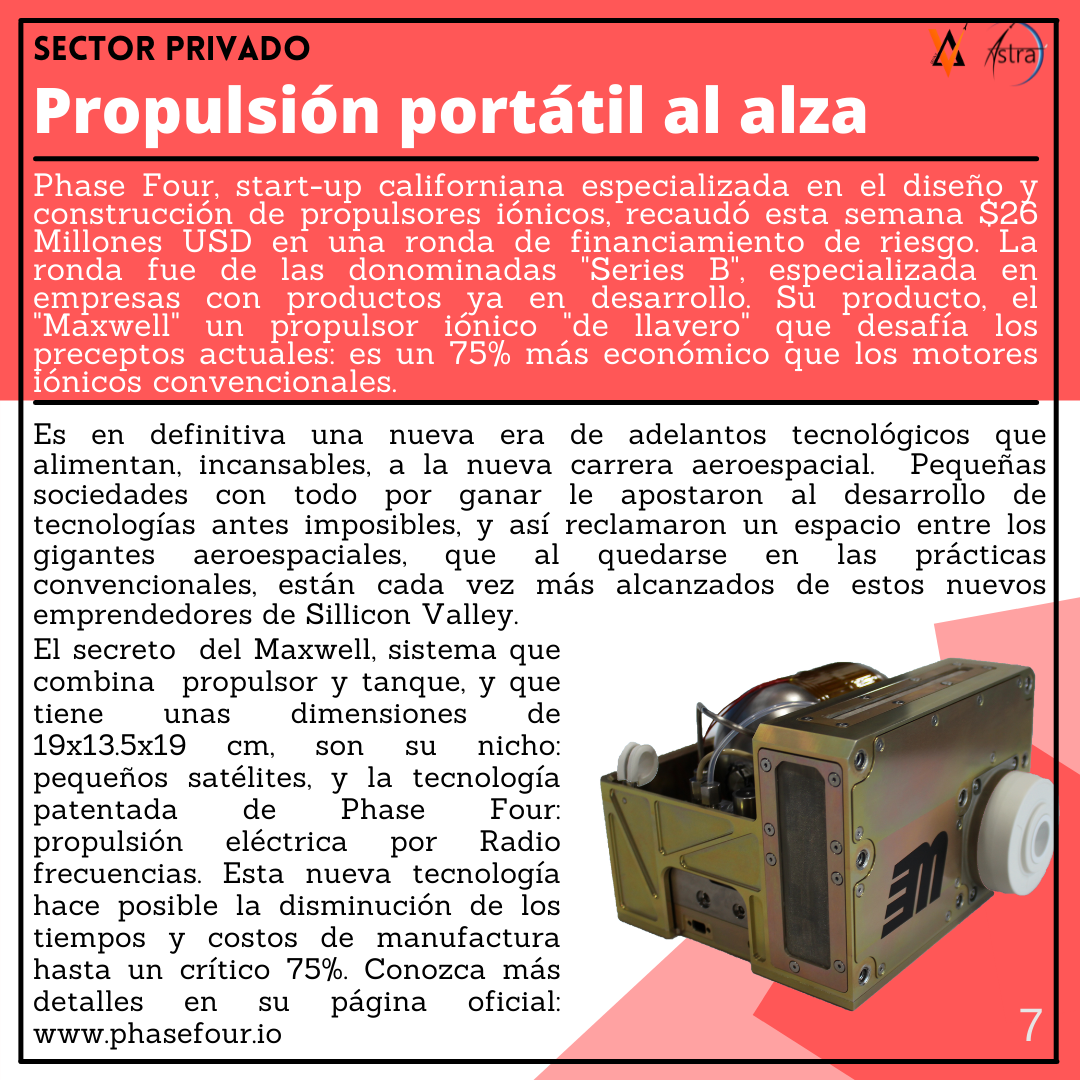 SECTOR PRIVADO
Astra
Propulsión portátil al alza
Phase Four, start-up californiana especializada en el diseño y
construcción de propulsores iónicos, recaudó esta semana $26
Millones USD en una ronda de financiamiento de riesgo. La
ronda fue de las donominadas "Series B", especializada en
empresas con productos ya en desarrollo. Su producto, el
"Maxwell" un propulsor iónico "de llavero" que desafía los
preceptos actuales: es un 75% más económico que los motores
iónicos convencionales.
Es en definitiva una nueva era de adelantos tecnológicos que
alimentan, incansables, a la nueva carrera aeroespacial. Pequeñas
sociedades con todo por ganar le apostaron al desarrollo de
tecnologías antes imposibles, y así reclamaron un espacio entre los
gigantes aeroespaciales, que al quedarse en las prácticas
convencionales, están cada vez más alcanzados de estos nuevos
emprendedores de Sillicon Valley.
El secreto del Maxwell, sistema que
combina propulsor y tanque, y que
tiene unas dimensiones de
19x13.5x19 cm, son su nicho:
pequeños satélites, y la tecnología
patentada de Phase Four:
propulsión eléctrica por Radio
frecuencias. Esta nueva tecnología
hace posible la disminución de los
tiempos y costos de manufactura
hasta un crítico 75%. Conozca más
detalles en su página oficial:
www.phasefour.io
7